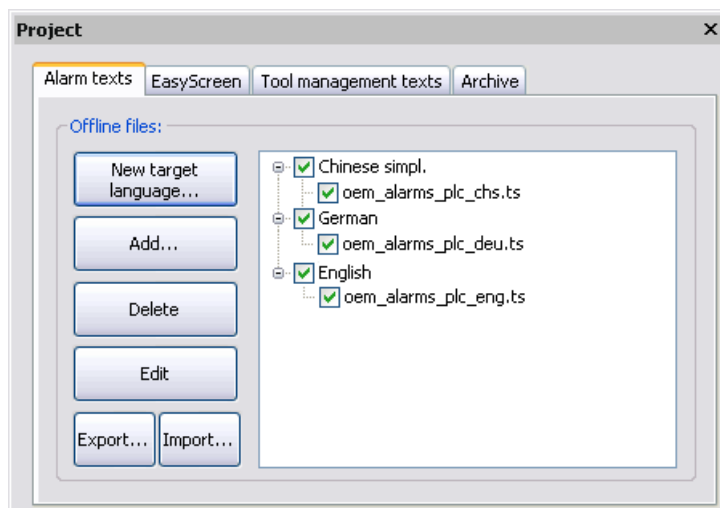 Project
Alarm texts EasyScreen Tool management texts Archive
Offline files:
New target
language...
Add...
Delete
Edit
Export... Import...
Chinese simpl.
oem_alarms_plc_chs.ts
German
oem_alarms_plc_deu.ts
English
oem_alarms_plc_eng.ts